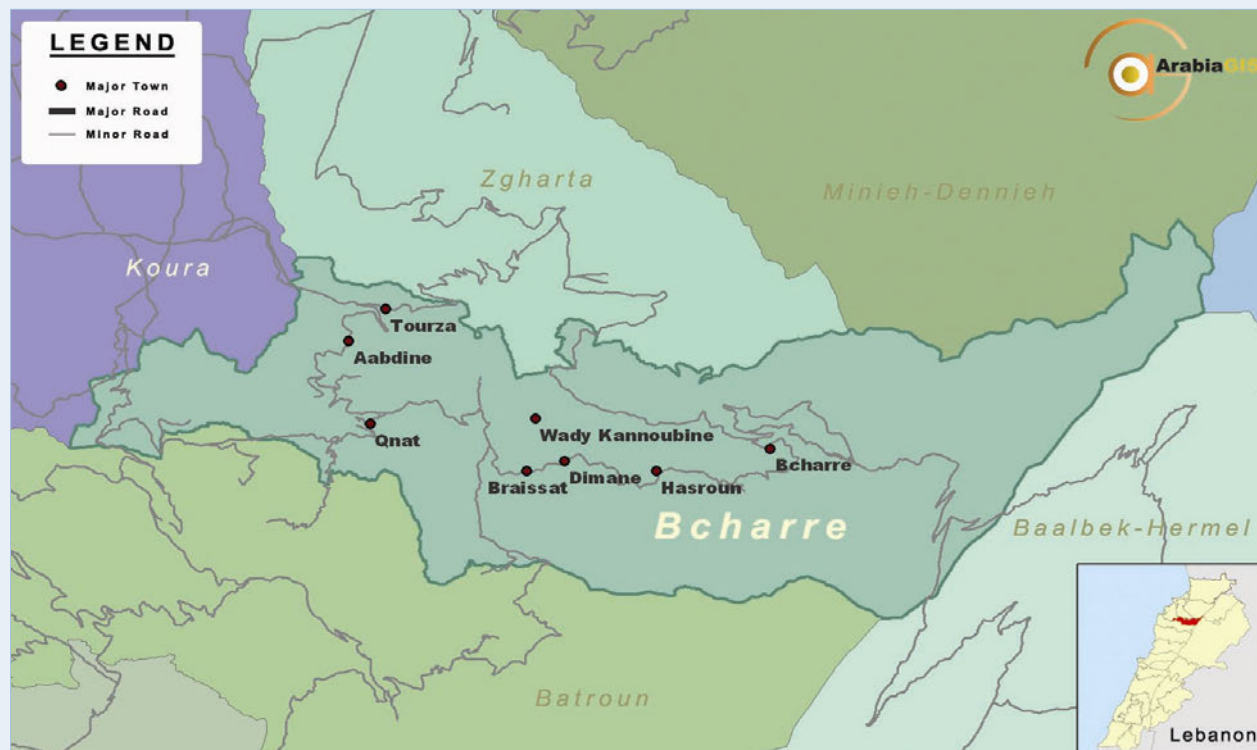 LEGEND
Major Town
Major Road
Minor Road
ArabiaGIS
Zgharta
Minieh-Dennieh
Koura
Tourza
Aabdine
Qnat
Wady Kannoubine
Bcharre
Braissat
Dimane
Hasroun
Bcharre
Baalbek-Hermel
Batroun
Lebanon